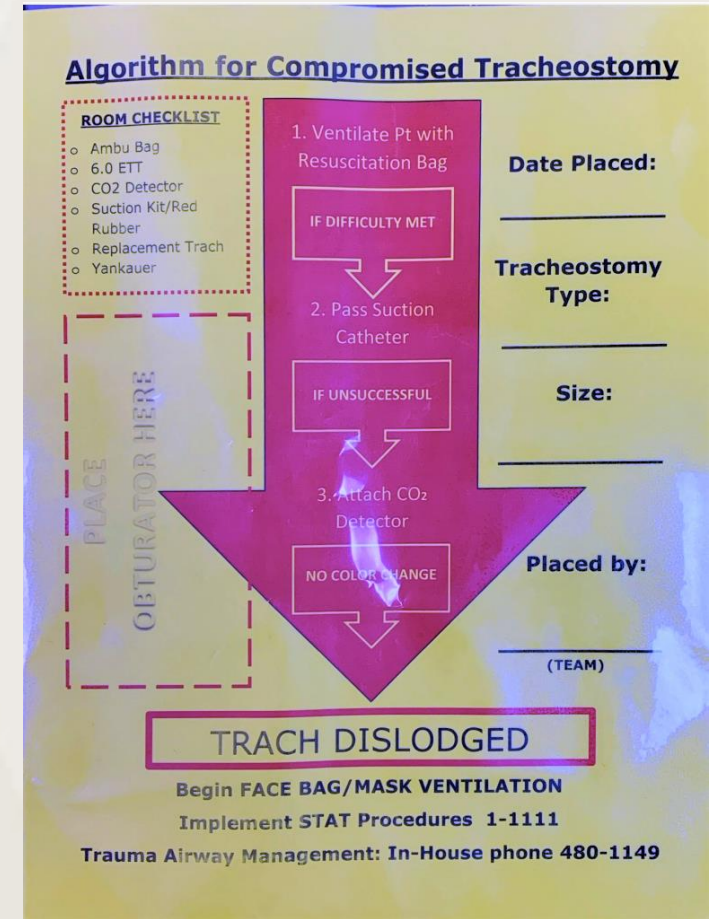 Algorithm for Compromised Tracheostomy
ROOM CHECKLIST
Ambu Bag
6.0 ETT
CO2 Detector
Suction Kit/Red
Rubber
Replacement Trach
Yankauer
PLACE
OBTURATOR HERE
1. Ventilate Pt with
Resuscitation Bag
IF DIFFICULTY MET
2. Pass Suction
Catheter
IF UNSUCCESSFUL
3. Attach CO₂
Detector
NO COLOR CHANGE
Date Placed:
Tracheostomy
Type:
Size:
Placed by:
(TEAM)
TRACH DISLODGED
Begin FACE BAG/MASK VENTILATION
Implement STAT Procedures 1-1111
Trauma Airway Management: In-House phone 480-1149